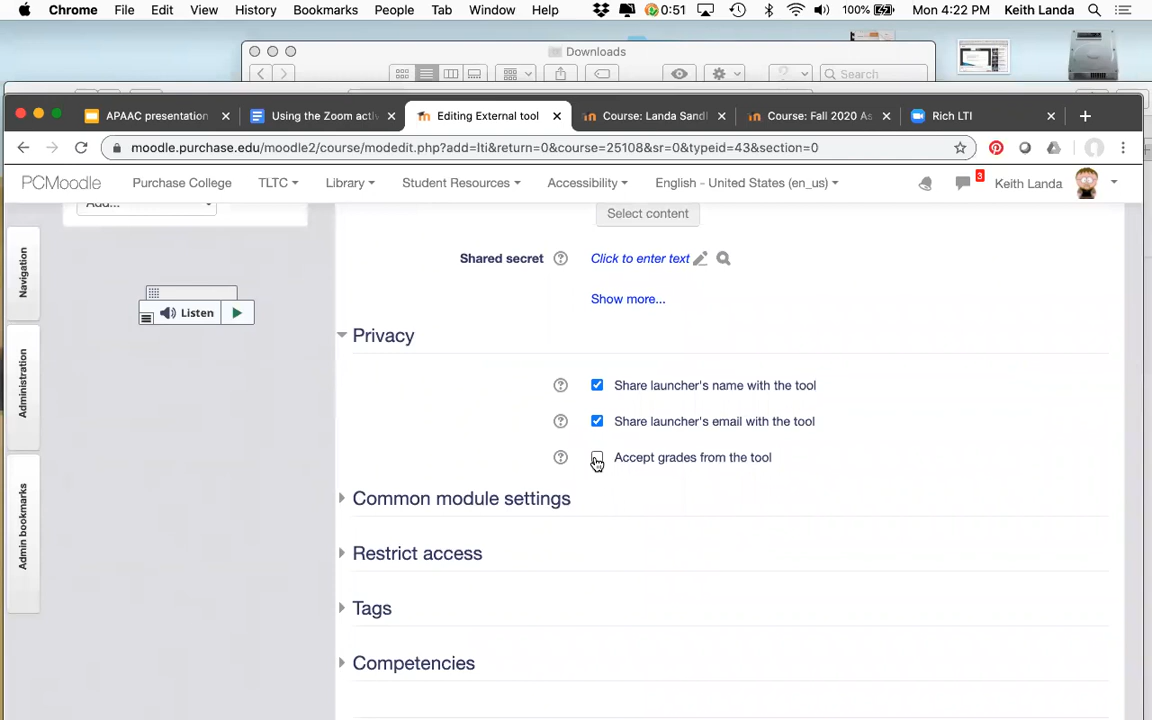 Chrome File Edit View History Bookmarks People Tab Window Help 0:51 100% Mon 4:22 PM Keith Landa
Downloads
Search
APAAC presentation Using the Zoom acti Editing External tool Course: Landa Sand Course: Fall 2020 As Rich LTI
moodle.purchase.edu/moodle2/course/modedit.php?add=lti&return=0&course=25108&sr=0&typeid=43&section=0
PCMoodle Purchase College TLTC Library Student Resources Accessibility English - United States (en_us) 3 Keith Landa
Add...
Select content
Shared secret Click to enter text
Show more...
Navigation
Listen
Privacy
Share launcher's name with the tool
Administration
Share launcher's email with the tool
Accept grades from the tool
Common module settings
Admin bookmarks
Restrict access
Tags
Competencies